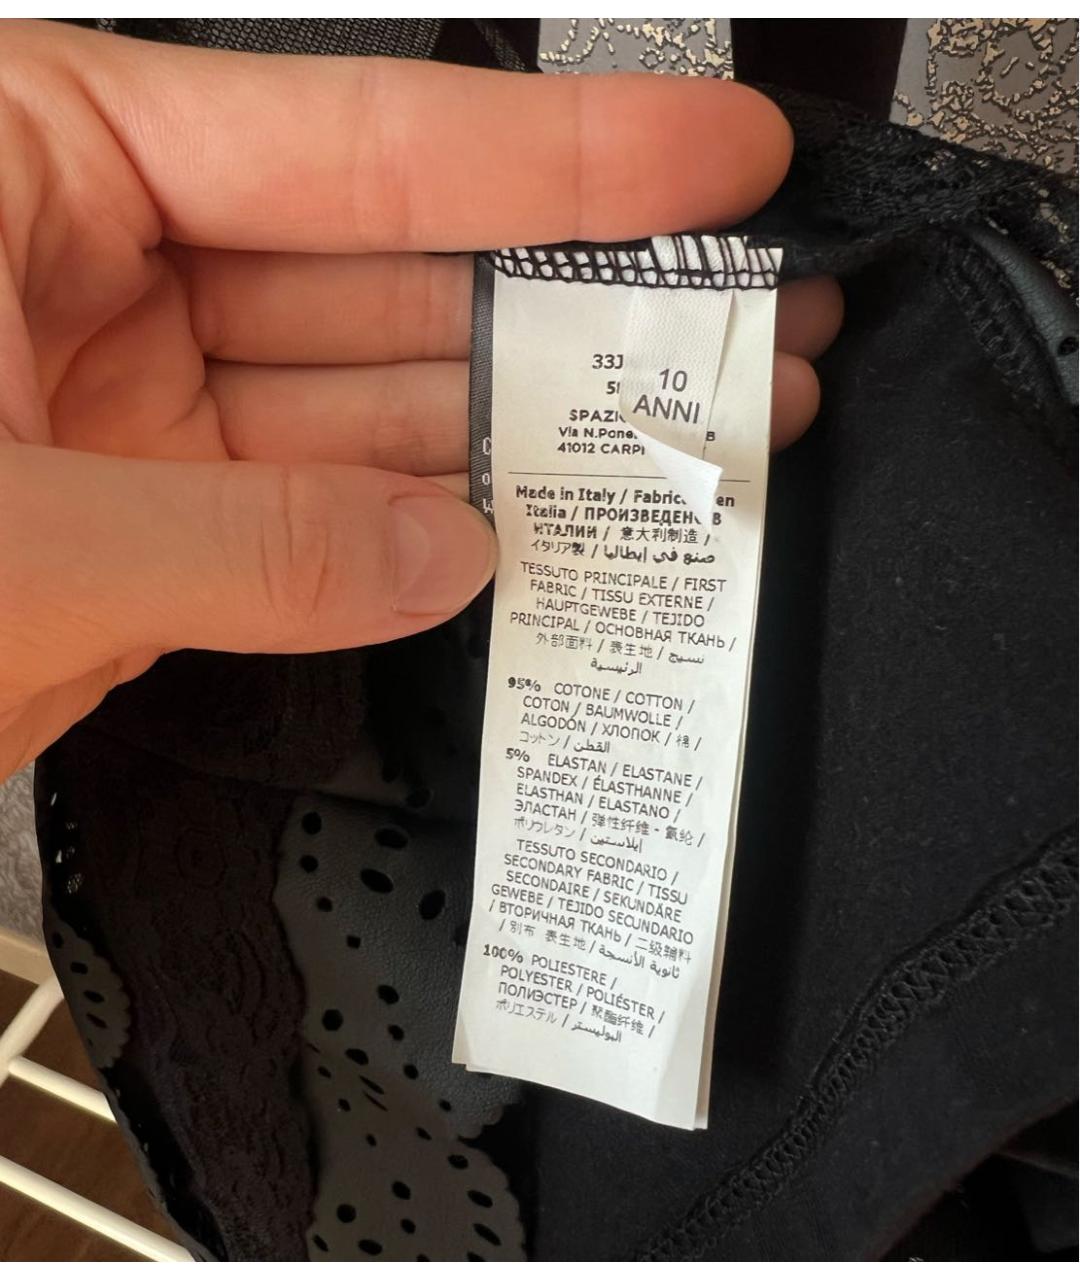 10
ANNI
33J
SPAZI
Via N.Pone B
41012 CARPI
Made in Italy / Fabric en
Italia / ПРОИЗВЕДЕНО В
ИТАЛИИ / 意大利制造 /
イタリア製 / صنع في إيطاليا
TESSUTO PRINCIPALE / FIRST
FABRIC / TISSU EXTERNE /
HAUPTGEWEBE / TEJIDO
PRINCIPAL / ОСНОВНАЯ ТКАНЬ /
外部面料 / 表生地 / نسيج
الرئيسية
95% COTONE / COTTON /
COTON / BAUMWOLLE /
ALGODÓN / ХЛОПОК / 棉 /
コットン / القطن
5% ELASTAN / ELASTANE /
SPANDEX / ÉLASTHANNE /
ELASTHAN / ELASTANO /
ЭЛАСТАН / 弹性纤维 - 氨纶 /
ポリウレタン / إيلاستين
TESSUTO SECONDARIO /
SECONDARY FABRIC / TISSU
SECONDAIRE / SEKUNDÄRE
GEWEBE / TEJIDO SECUNDARIO
/ ВТОРИЧНАЯ ТКАНЬ / 二级辅料
/ 別布 表生地 / ثانوية الأنسجة
100% POLIESTERE /
POLYESTER / POLIÉSTER /
ПОЛИЭСТЕР / 聚酯纤维 /
ポリエステル / البوليستر